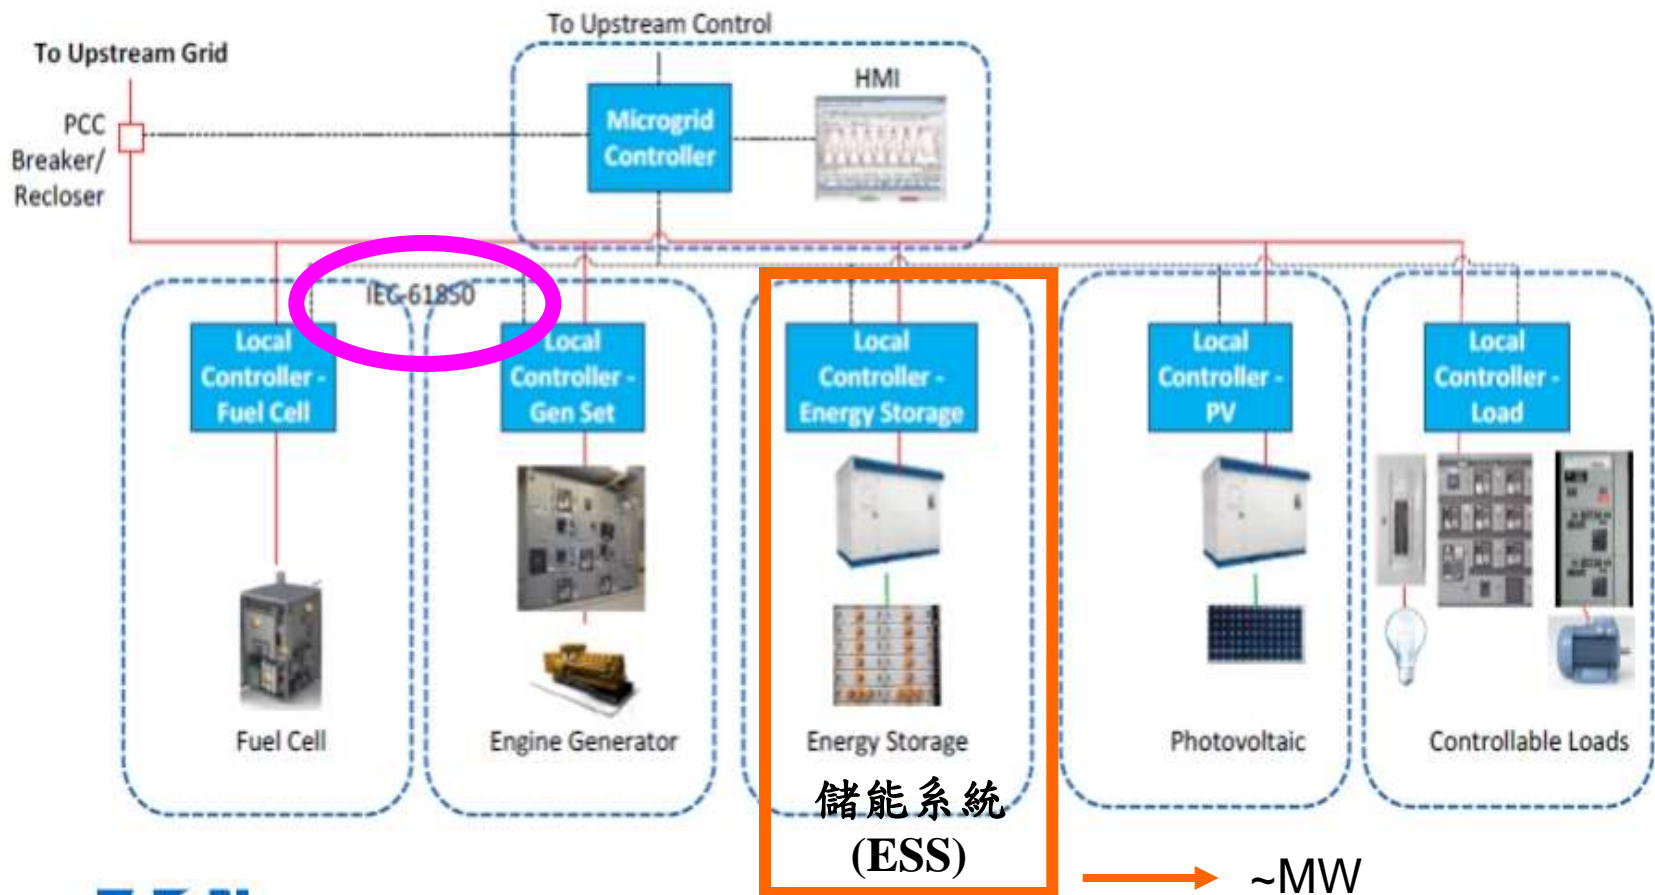 To Upstream Control
To Upstream Grid
HMI
PCC
Breaker/
Recloser
Microgrid
Controller
IEC-61850
Local
Controller -
Fuel Cell
Local
Controller -
Gen Set
Local
Controller -
Energy Storage
Local
Controller -
PV
Local
Controller -
Load
Fuel Cell
Engine Generator
Energy Storage
Photovoltaic
Controllable Loads
儲能系統
(ESS)
~MW